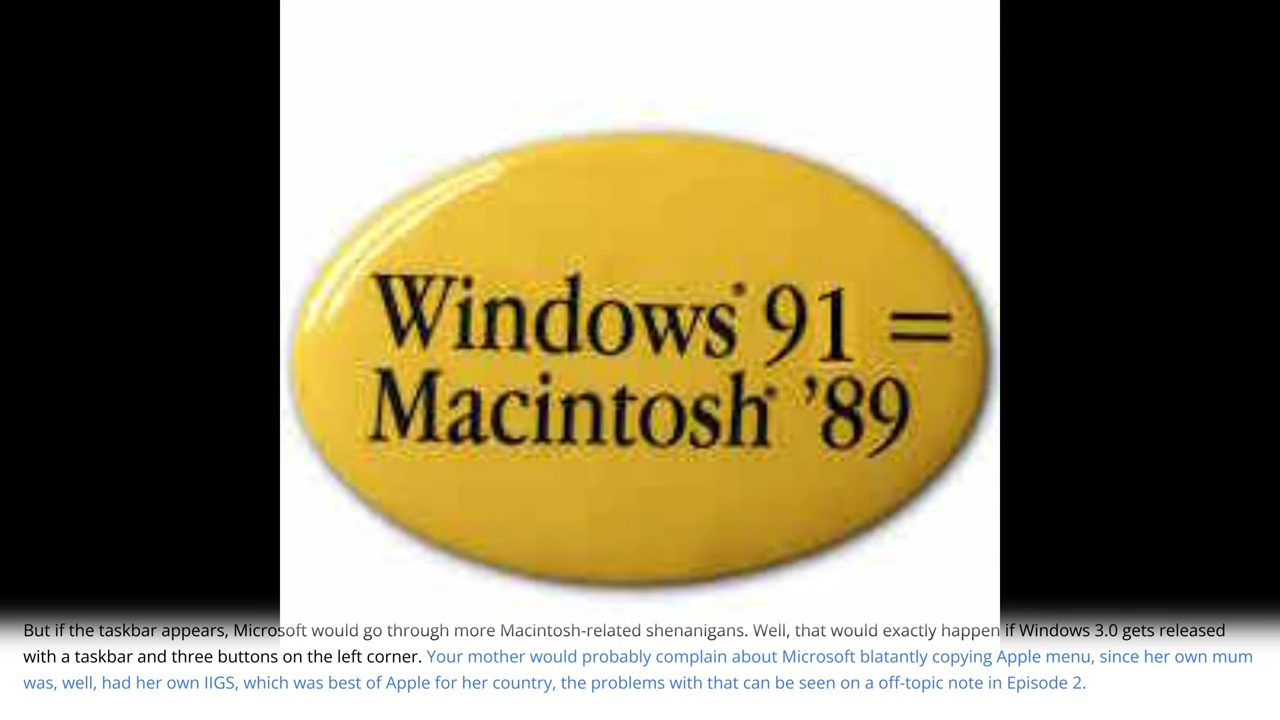 Windows® 91 =
Macintosh® ’89
But if the taskbar appears, Microsoft would go through more Macintosh-related shenanigans. Well, that would exactly happen if Windows 3.0 gets released
with a taskbar and three buttons on the left corner. Your mother would probably complain about Microsoft blatantly copying Apple menu, since her own mum
was, well, had her own IIGS, which was best of Apple for her country, the problems with that can be seen on a off-topic note in Episode 2.